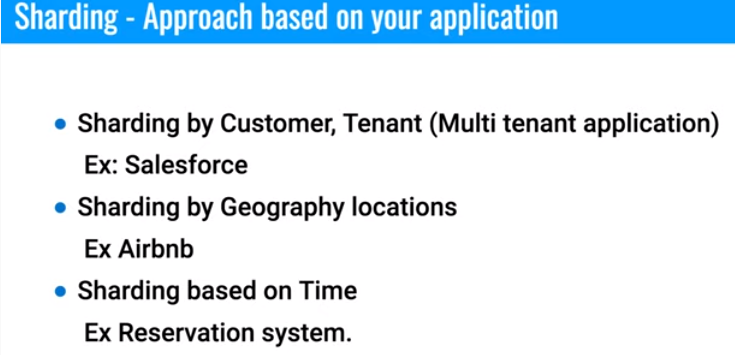 Sharding - Approach based on your application
• Sharding by Customer, Tenant (Multi tenant application)
Ex: Salesforce
• Sharding by Geography locations
Ex Airbnb
• Sharding based on Time
Ex Reservation system.